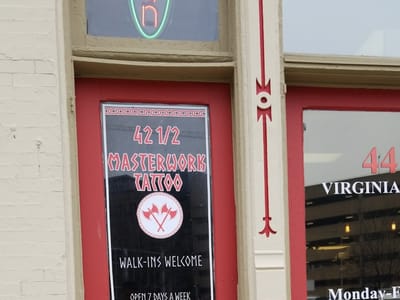 42 1/2
MASTERWORK
TATTOO
WALK-INS WELCOME
OPEN 7 DAYS A WEEK
44
VIRGINIA
Monday-F